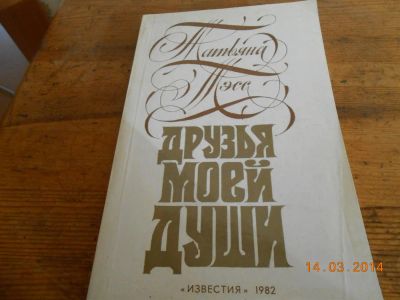 Татьяна
Тэсс
ДРУЗЬЯ
МОЕЙ
ДУШИ
«ИЗВЕСТИЯ» 1982
14.03.2014